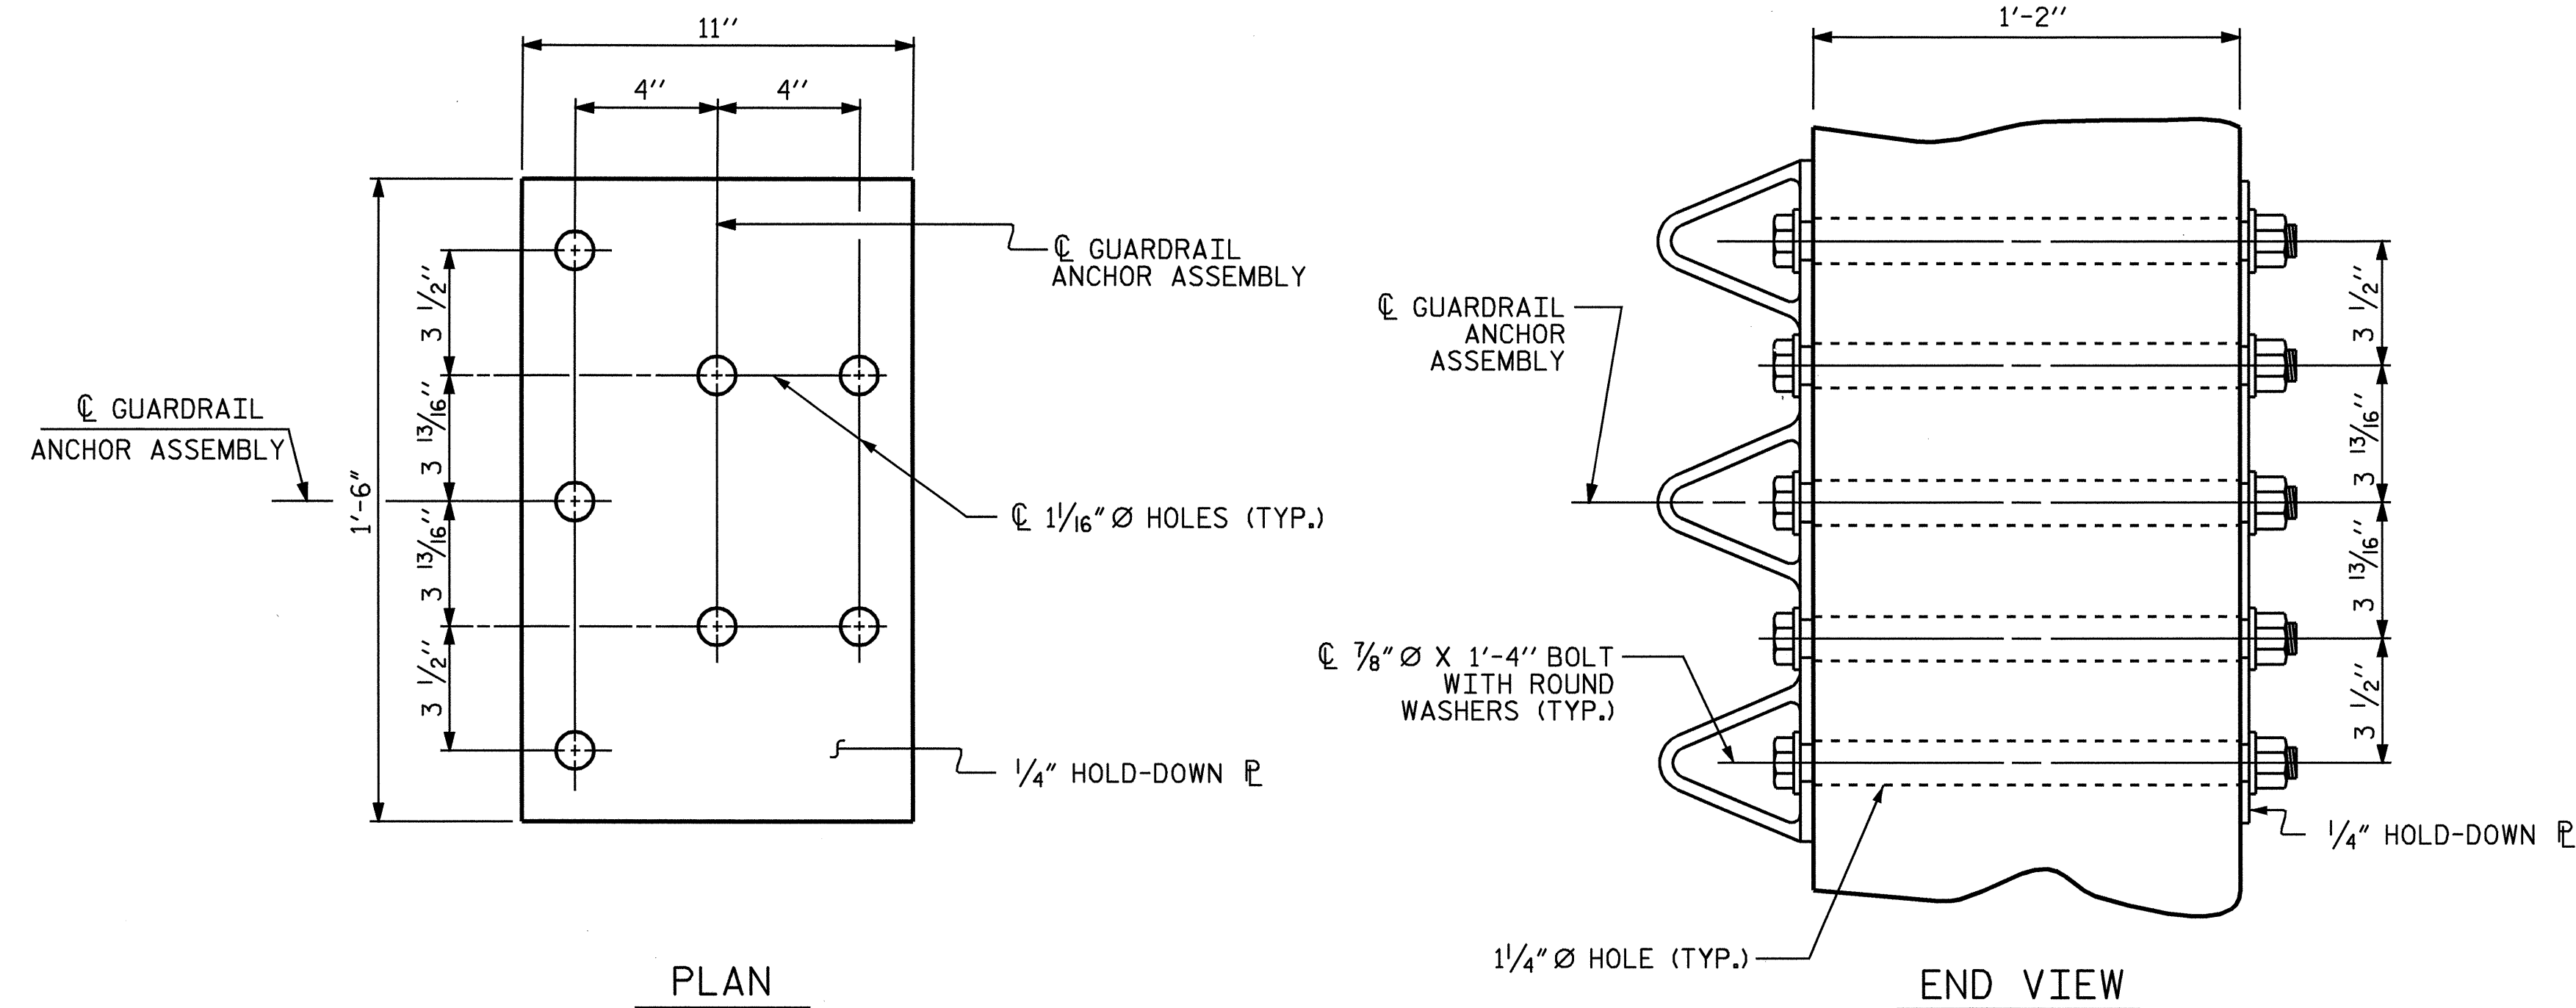 11''
4'' 4''
3 1/2''
3 13/16''
3 13/16''
3 1/2''
1'-6"
℄ GUARDRAIL
ANCHOR ASSEMBLY
℄ GUARDRAIL
ANCHOR ASSEMBLY
℄ 1 1/16" Ø HOLES (TYP.)
1/4" HOLD-DOWN ⅊
PLAN
1'-2''
℄ GUARDRAIL
ANCHOR
ASSEMBLY
℄ 7/8" Ø X 1'-4'' BOLT
WITH ROUND
WASHERS (TYP.)
1 1/4" Ø HOLE (TYP.)
3 1/2''
3 13/16''
3 13/16''
3 1/2''
1/4" HOLD-DOWN ⅊
END VIEW